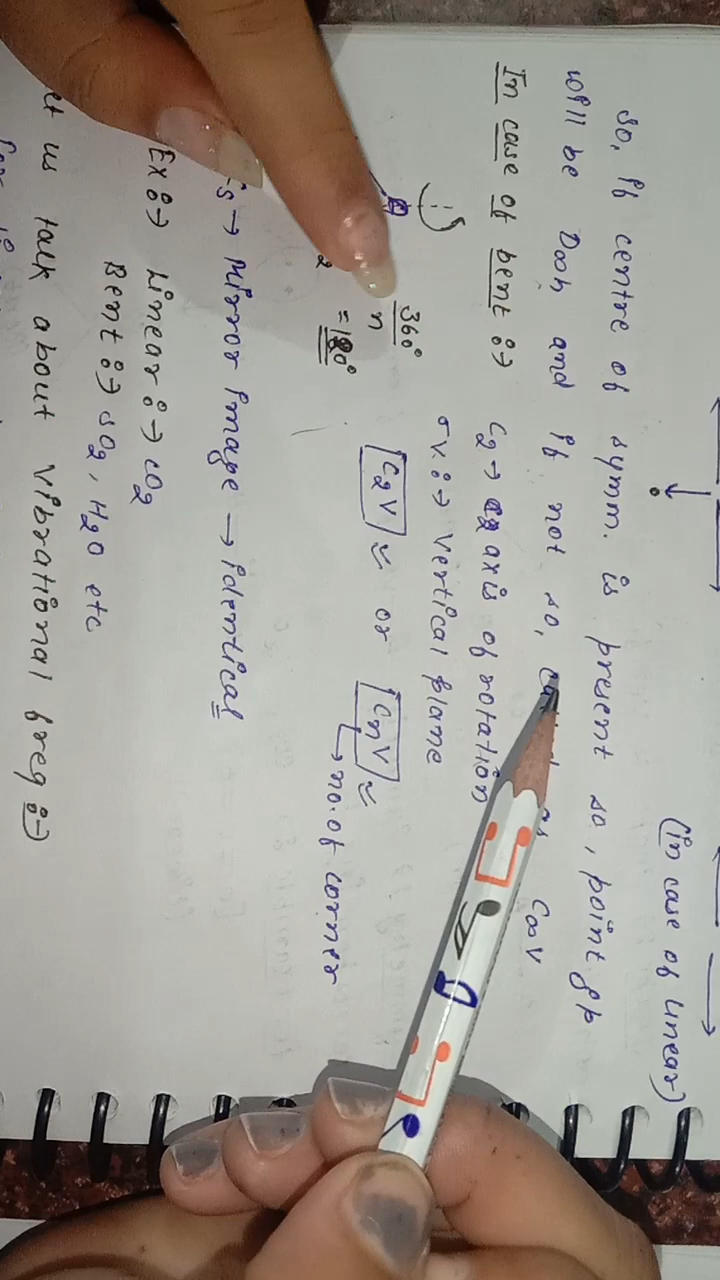 (in case of linear)
so, if centre of symm. is present so, point gp
will be D∞h and if not so, as C∞V
In case of bent :→ C2 → axis of rotation
σv :→ vertical plane
360°
n
= 180°
C2V or CnV
→ no. of corner
→ Mirror image → identical
Ex :→ Linear :→ CO2
Bent :→ SO2, H2O etc
us talk about vibrational freq :→